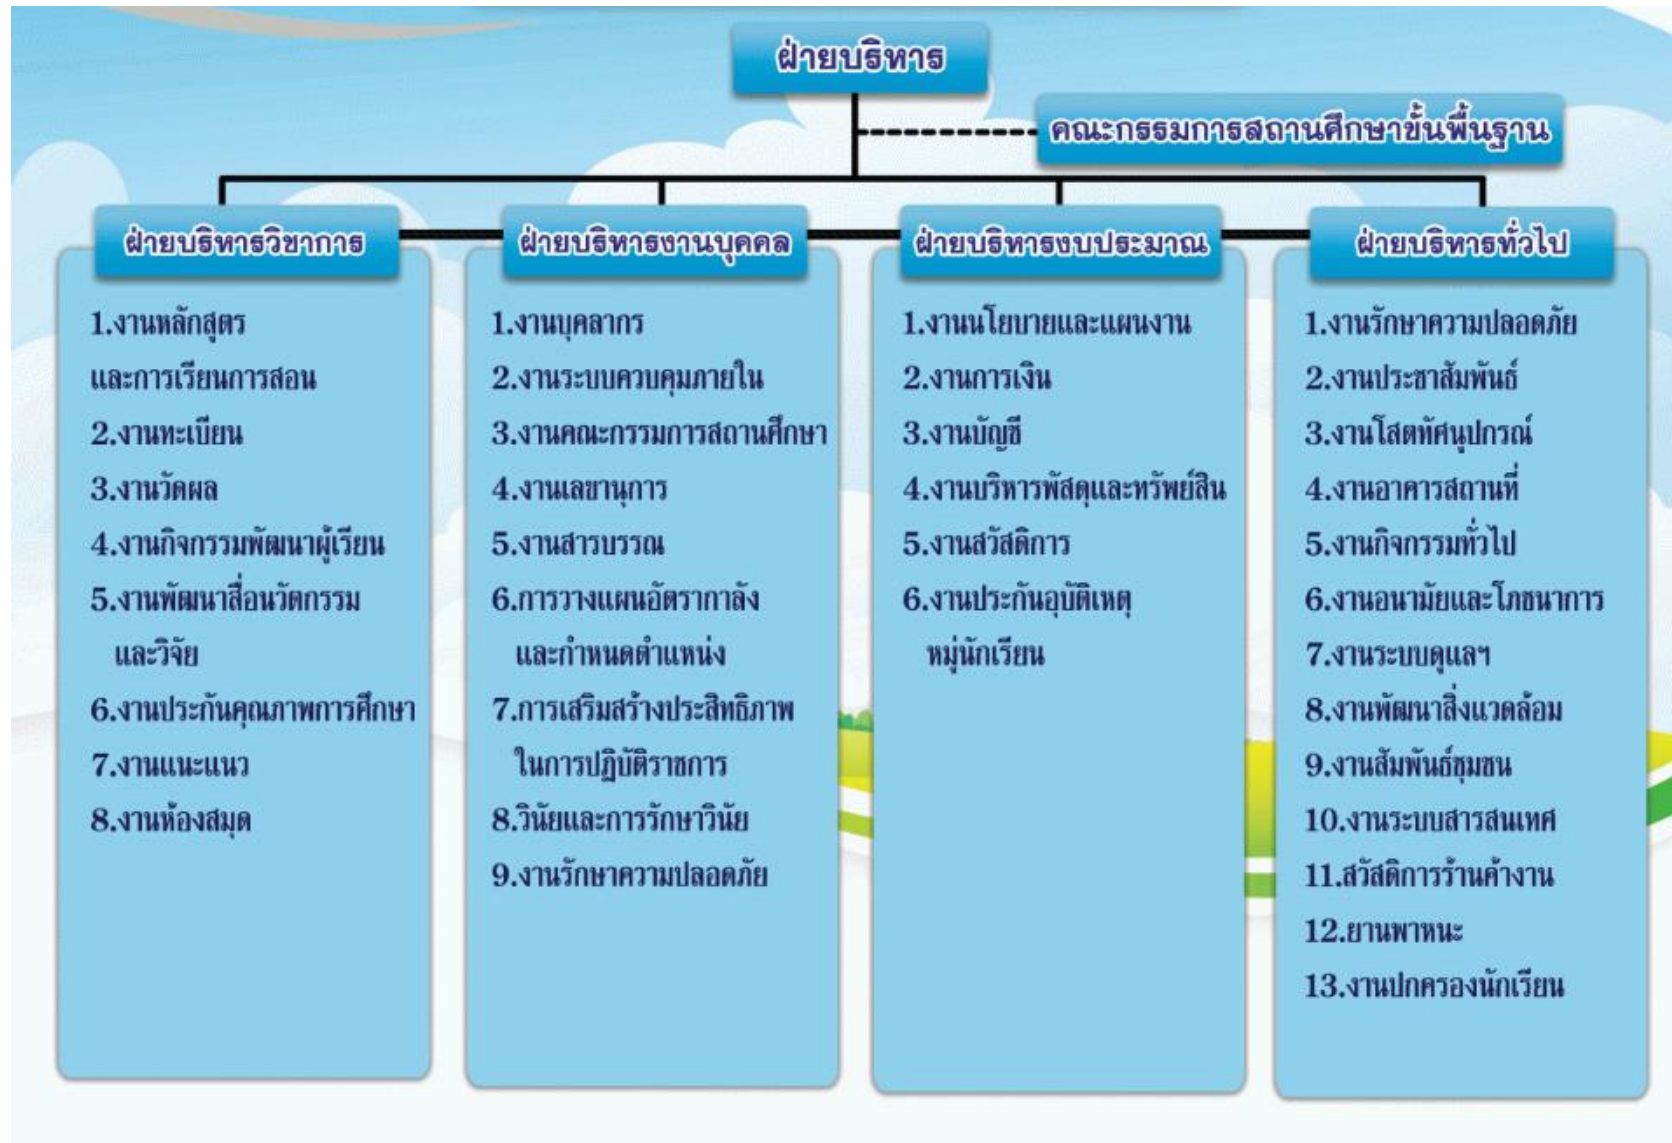 ฝ่ายบริหาร
คณะกรรมการสถานศึกษาขั้นพื้นฐาน
ฝ่ายบริหารวิชาการ
1.งานหลักสูตร
และการเรียนการสอน
2.งานทะเบียน
3.งานวัดผล
4.งานกิจกรรมพัฒนาผู้เรียน
5.งานพัฒนาสื่อนวัตกรรม
และวิจัย
6.งานประกันคุณภาพการศึกษา
7.งานแนะแนว
8.งานห้องสมุด
ฝ่ายบริหารงานบุคคล
1.งานบุคลากร
2.งานระบบควบคุมภายใน
3.งานคณะกรรมการสถานศึกษา
4.งานเลขานุการ
5.งานสารบรรณ
6.การวางแผนอัตรากาลัง
และกำหนดตำแหน่ง
7.การเสริมสร้างประสิทธิภาพ
ในการปฏิบัติราชการ
8.วินัยและการรักษาวินัย
9.งานรักษาความปลอดภัย
ฝ่ายบริหารงบประมาณ
1.งานนโยบายและแผนงาน
2.งานการเงิน
3.งานบัญชี
4.งานบริหารพัสดุและทรัพย์สิน
5.งานสวัสดิการ
6.งานประกันอุบัติเหตุ
หมู่นักเรียน
ฝ่ายบริหารทั่วไป
1.งานรักษาความปลอดภัย
2.งานประชาสัมพันธ์
3.งานโสตทัศนูปกรณ์
4.งานอาคารสถานที่
5.งานกิจกรรมทั่วไป
6.งานอนามัยและโภชนาการ
7.งานระบบดูแลฯ
8.งานพัฒนาสิ่งแวดล้อม
9.งานสัมพันธ์ชุมชน
10.งานระบบสารสนเทศ
11.สวัสดิการร้านค้างาน
12.ยานพาหนะ
13.งานปกครองนักเรียน